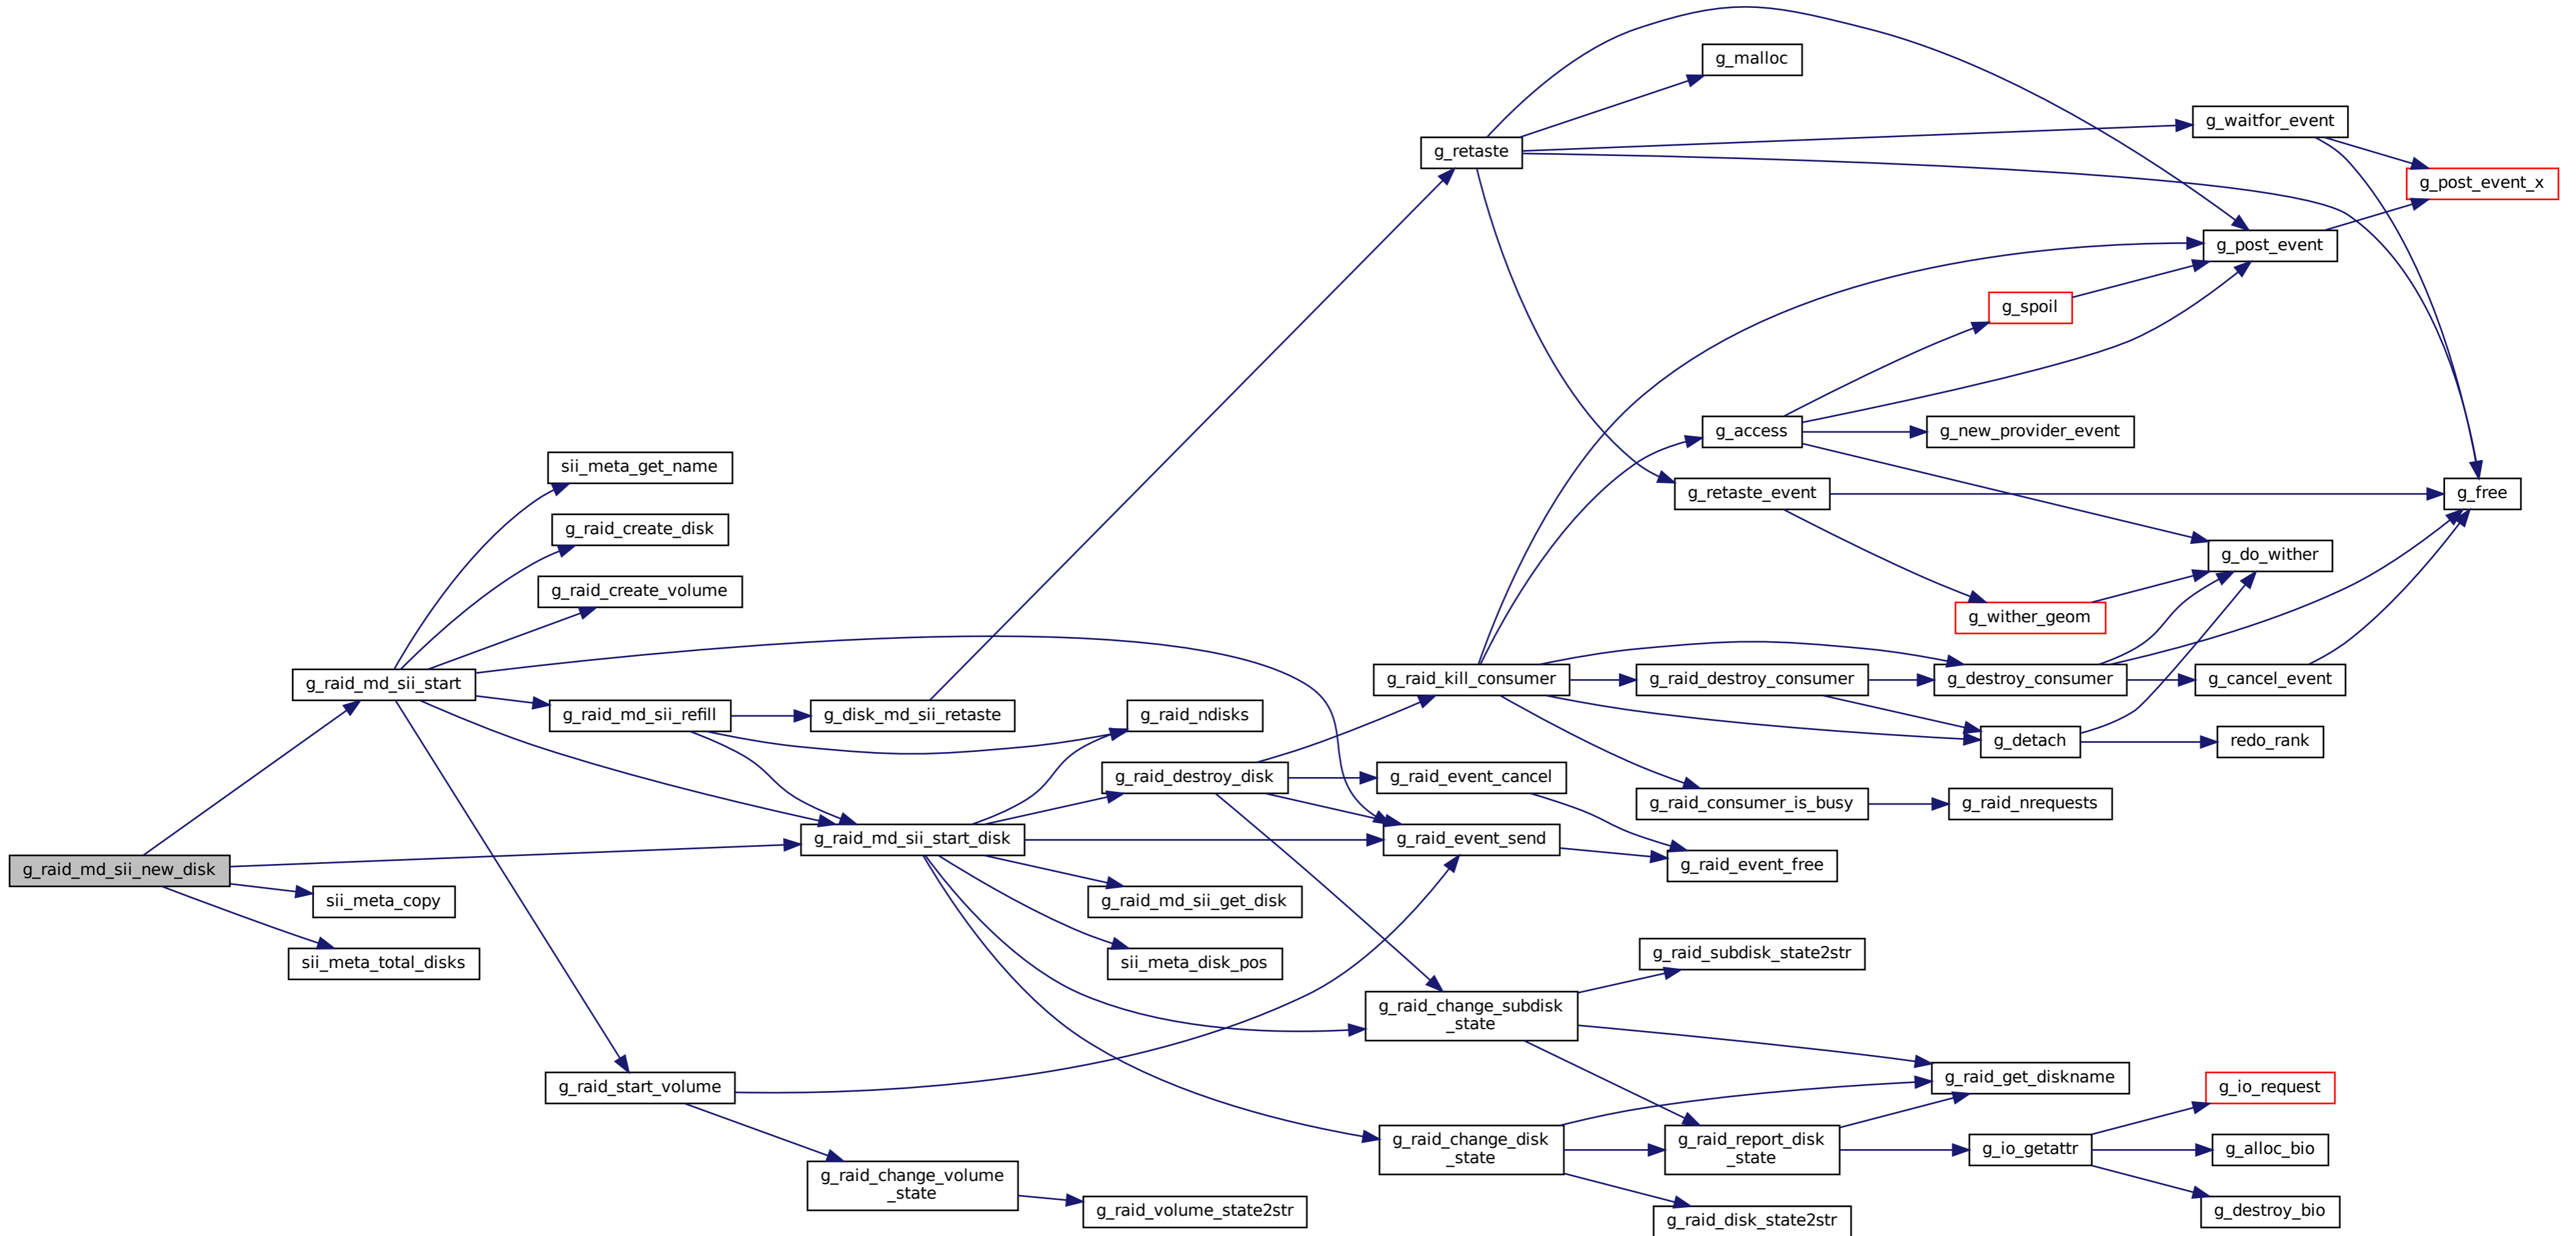 g_raid_md_sii_new_disk
g_raid_md_sii_start
sii_meta_copy
sii_meta_total_disks
sii_meta_get_name
g_raid_create_disk
g_raid_create_volume
g_raid_md_sii_refill
g_raid_start_volume
g_disk_md_sii_retaste
g_raid_md_sii_start_disk
g_raid_change_volume
_state
g_raid_ndisks
g_raid_destroy_disk
g_raid_md_sii_get_disk
sii_meta_disk_pos
g_raid_volume_state2str
g_retaste
g_raid_kill_consumer
g_raid_event_cancel
g_raid_event_send
g_raid_change_subdisk
_state
g_raid_change_disk
_state
g_malloc
g_access
g_retaste_event
g_raid_destroy_consumer
g_raid_consumer_is_busy
g_raid_event_free
g_raid_subdisk_state2str
g_raid_report_disk
_state
g_raid_disk_state2str
g_spoil
g_new_provider_event
g_wither_geom
g_destroy_consumer
g_detach
g_raid_nrequests
g_raid_get_diskname
g_io_getattr
g_waitfor_event
g_post_event
g_do_wither
g_cancel_event
redo_rank
g_io_request
g_alloc_bio
g_destroy_bio
g_post_event_x
g_free